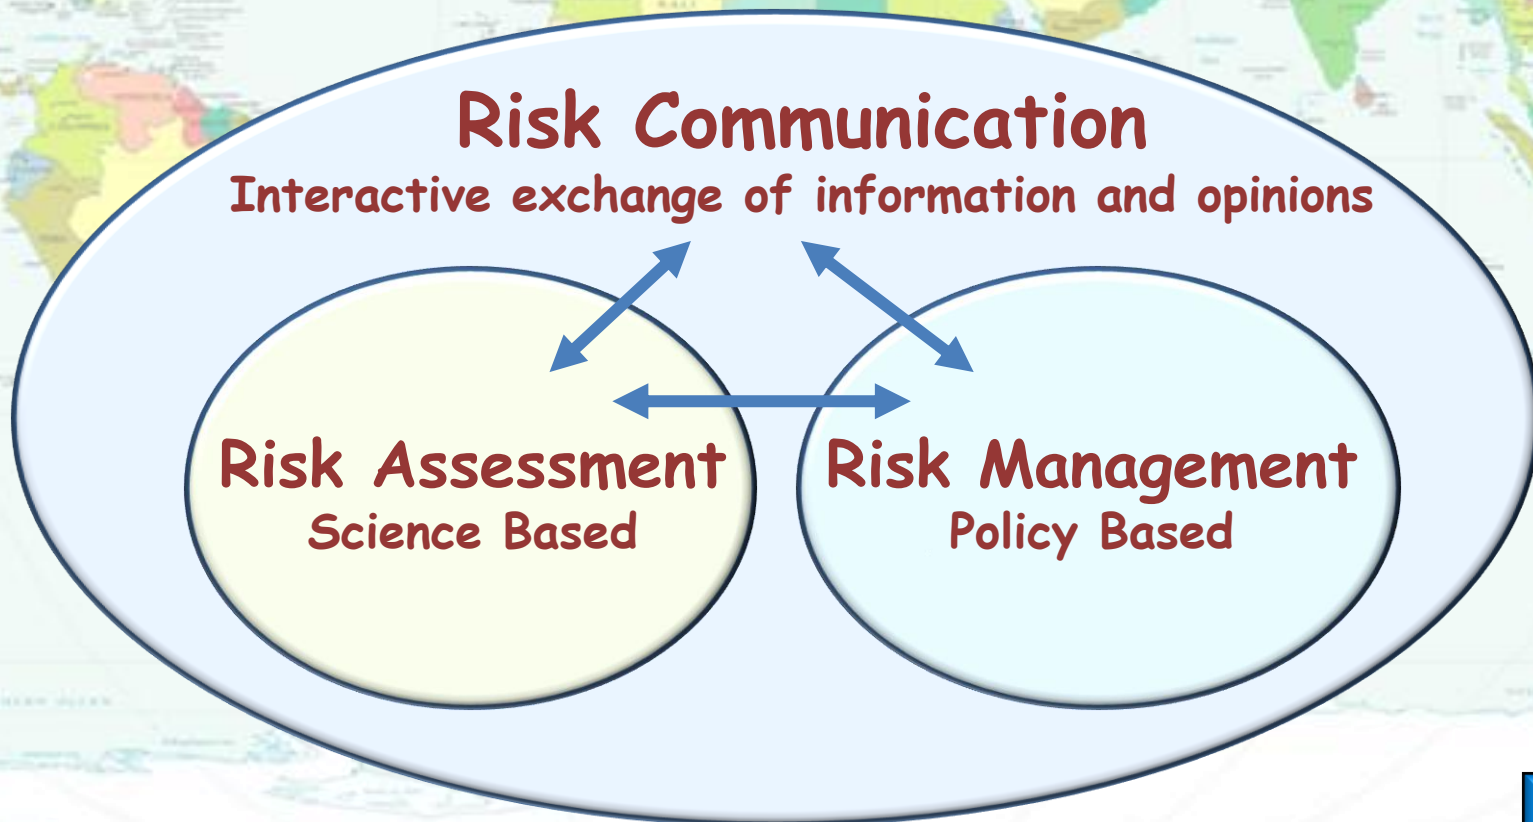 Risk Communication
Interactive exchange of information and opinions
Risk Assessment
Science Based
Risk Management
Policy Based